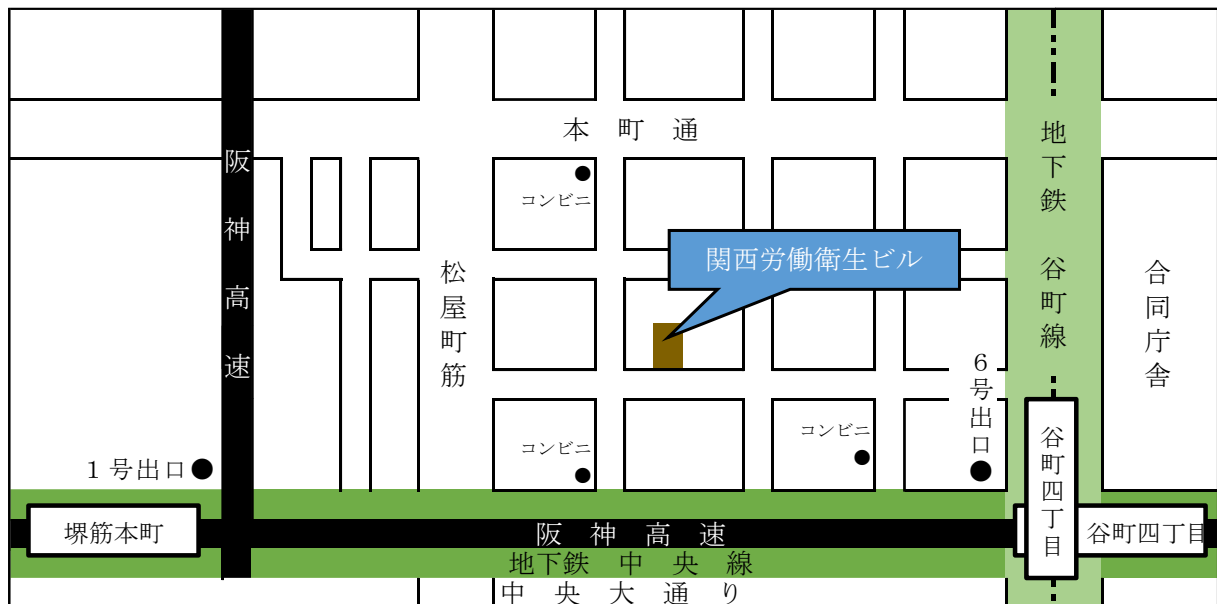 本町通
阪神高速
地下鉄 谷町線
コンビニ
関西労働衛生ビル
松屋町筋
合同庁舎
6号出口
コンビニ
コンビニ
1号出口
谷町四丁目
堺筋本町
阪神高速
谷町四丁目
地下鉄 中央線
中央大通り